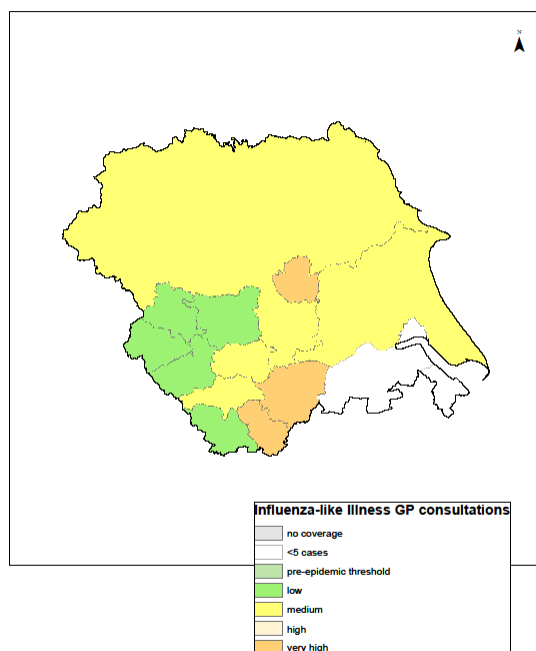 N
Influenza-like Illness GP consultations
no coverage
<5 cases
pre-epidemic threshold
low
medium
high
very high